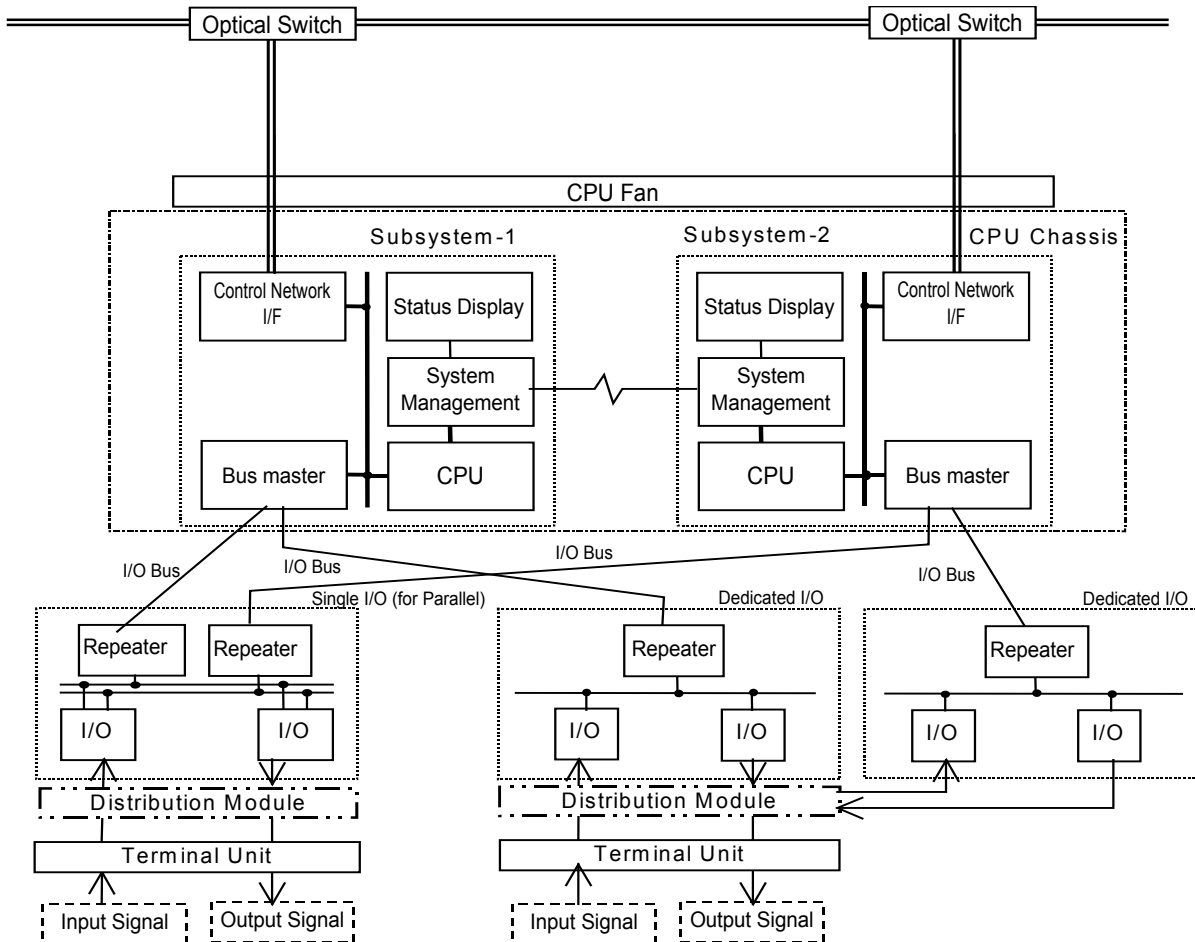 Optical Switch
Optical Switch
CPU Fan
Subsystem-1
Subsystem-2
CPU Chassis
Control Network
I/F
Status Display
Status Display
Control Network
I/F
System
Management
System
Management
Bus master
CPU
CPU
Bus master
I/O Bus
I/O Bus
I/O Bus
I/O Bus
Single I/O (for Parallel)
Dedicated I/O
Dedicated I/O
Repeater
Repeater
Repeater
Repeater
I/O
I/O
I/O
I/O
I/O
I/O
Distribution Module
Distribution Module
Terminal Unit
Terminal Unit
Input Signal
Output Signal
Input Signal
Output Signal